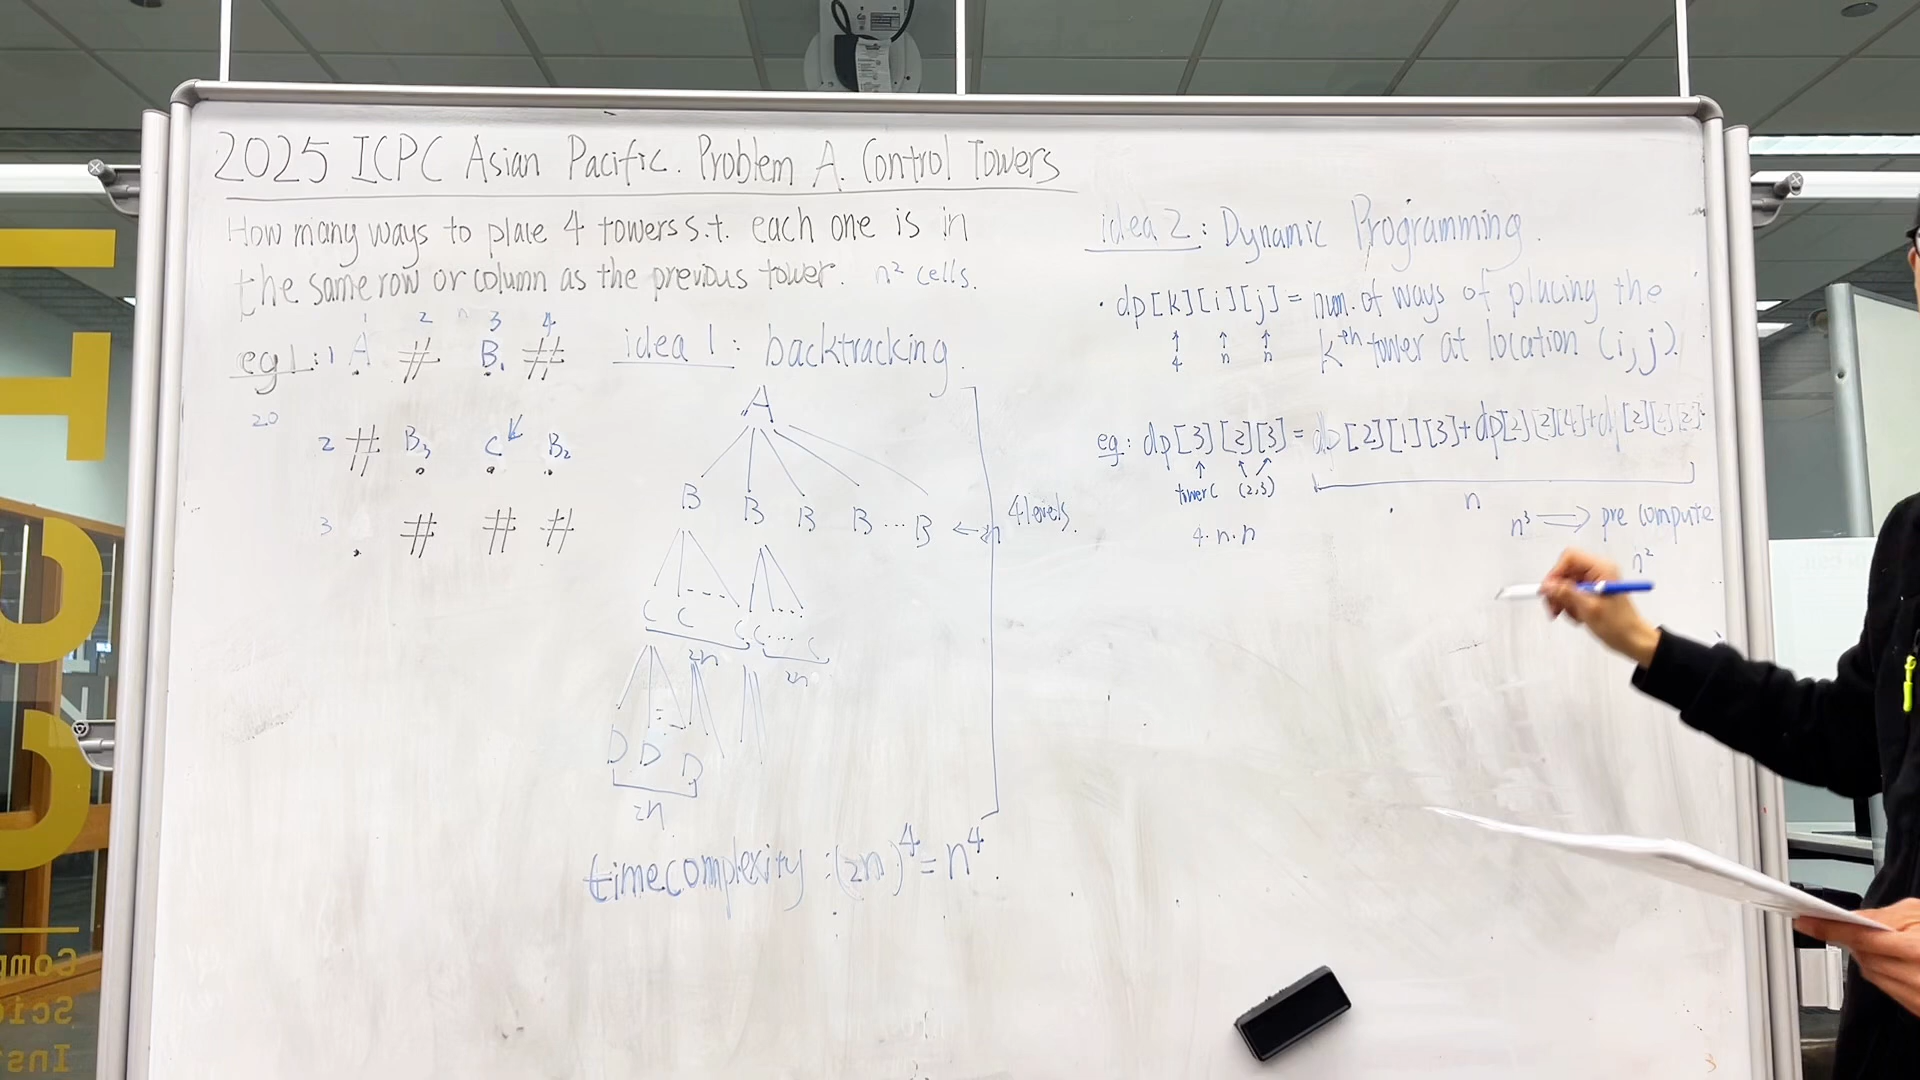 2025 ICPC Asian Pacific. Problem A. Control Towers
How many ways to place 4 towers s.t. each one is in
the same row or column as the previous tower. n² cells.
1 2 3 4
eg1: 1 A # B. #
20
2 # B₃ C B₂
3 . # # #
idea 1: backtracking.
A
B B B B ... B ← 2n
4 levels.
C C C C .... C
2n 2n
D D D
2n.
time complexity: (2n)⁴ = n⁴.
idea 2: Dynamic Programming.
· dp[k][i][j] = num. of ways of placing the
4 n n kᵗʰ tower at location (i,j).
eg: dp[3][2][3] = dp[2][1][3] + dp[2][2][4] + dp[2][2][2].
tower C (2,3)
n
4·n·n
n³ ⟹ pre compute
n²